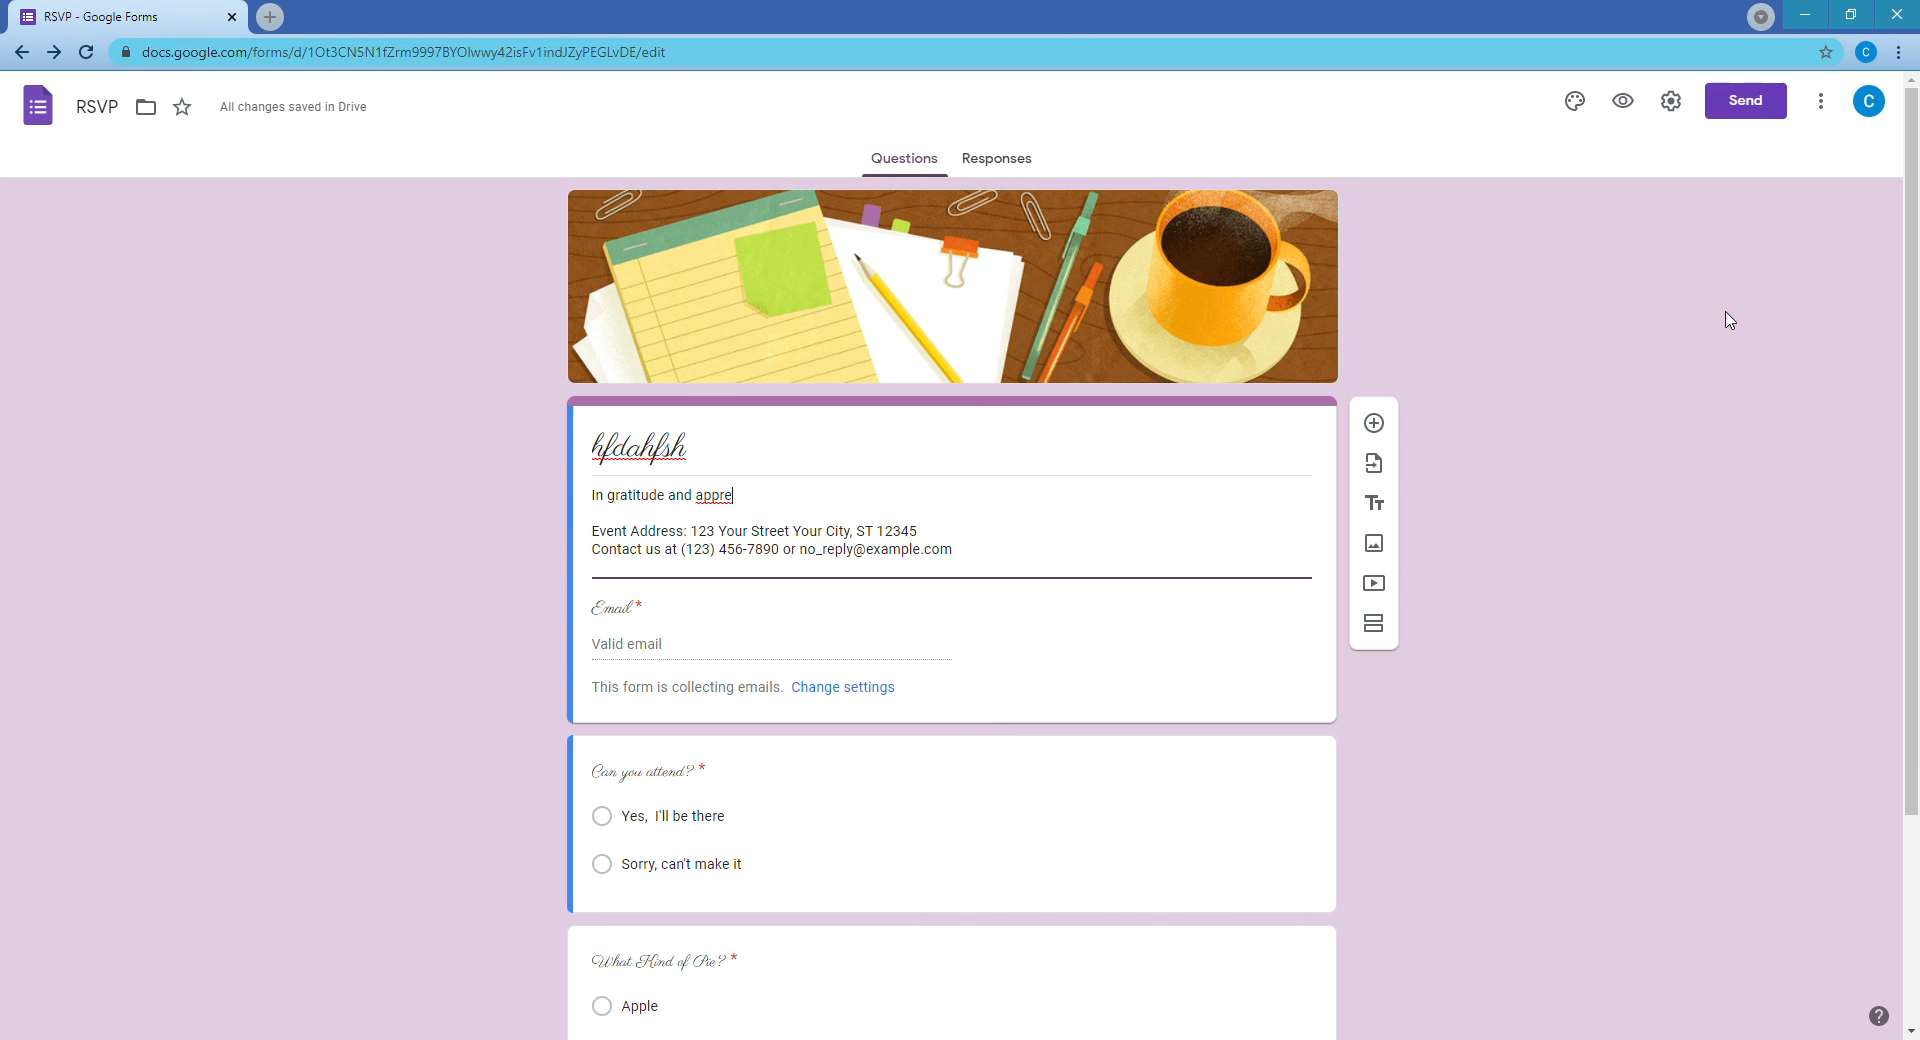 RSVP - Google Forms
docs.google.com/forms/d/1Ot3CN5N1fZrm9997BYOlwwy42isFv1indJZyPEGLvDE/edit
C
RSVP
All changes saved in Drive
Send
C
Questions
Responses
hfdahfsh
In gratitude and appre
Event Address: 123 Your Street Your City, ST 12345
Contact us at (123) 456-7890 or no_reply@example.com
Email *
Valid email
This form is collecting emails. Change settings
Can you attend? *
Yes, I'll be there
Sorry, can't make it
What Kind of Pie? *
Apple